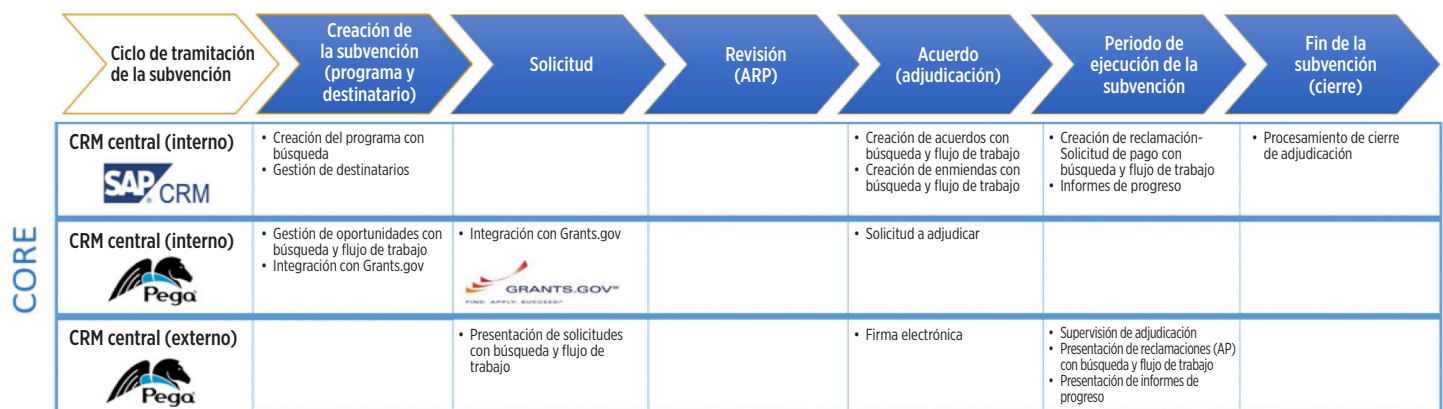 Ciclo de tramitación
de la subvención
Creación de
la subvención
(programa y
destinatario)
Solicitud
Revisión
(ARP)
Acuerdo
(adjudicación)
Periodo de
ejecución de la
subvención
Fin de la
subvención
(cierre)
CORE
CRM central (interno)
SAP® CRM
• Creación del programa con
búsqueda
• Gestión de destinatarios
• Creación de acuerdos con
búsqueda y flujo de trabajo
• Creación de enmiendas con
búsqueda y flujo de trabajo
• Creación de reclamación-
Solicitud de pago con
búsqueda y flujo de trabajo
• Informes de progreso
• Procesamiento de cierre
de adjudicación
CRM central (interno)
Pega
• Gestión de oportunidades con
búsqueda y flujo de trabajo
• Integración con Grants.gov
• Integración con Grants.gov
GRANTS.GOV℠
FIND. APPLY. SUCCEED.℠
• Solicitud a adjudicar
CRM central (externo)
Pega
• Presentación de solicitudes
con búsqueda y flujo de
trabajo
• Firma electrónica
• Supervisión de adjudicación
• Presentación de reclamaciones (AP)
con búsqueda y flujo de trabajo
• Presentación de informes de
progreso